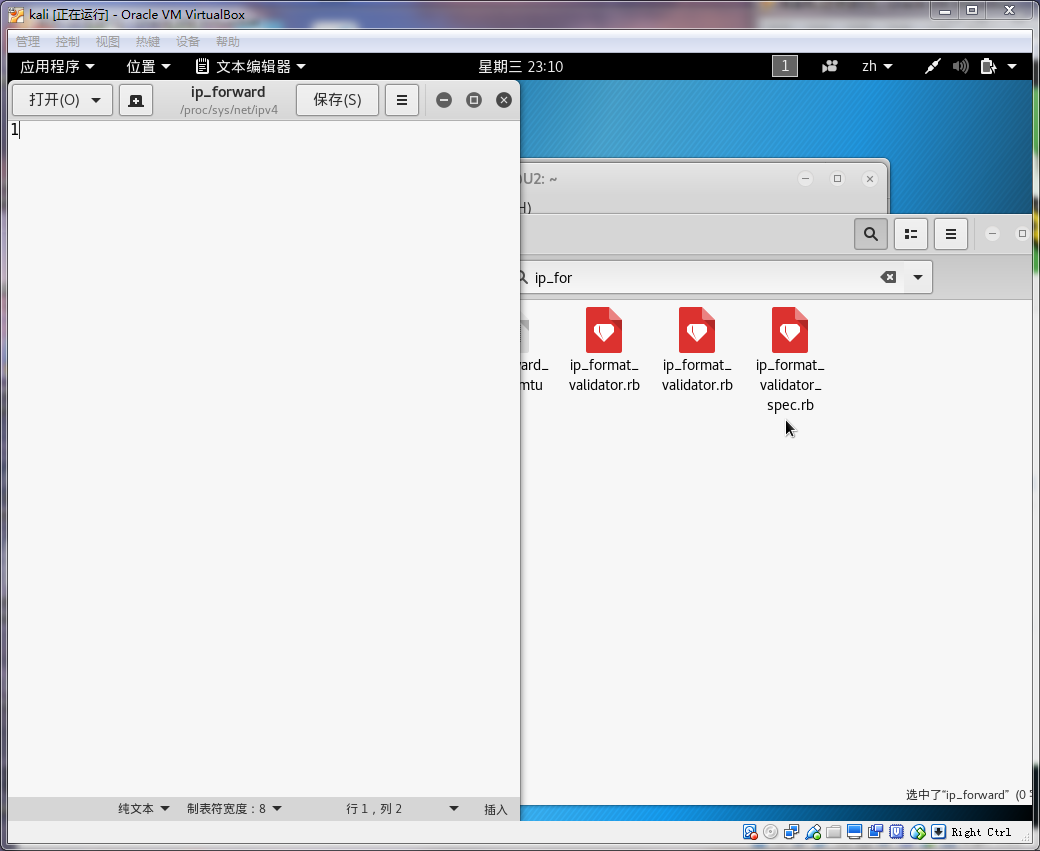 kali [正在运行] - Oracle VM VirtualBox
管理 控制 视图 热键 设备 帮助
应用程序 位置 文本编辑器 星期三 23:10 1 zh
打开(O) ip_forward 保存(S)
/proc/sys/net/ipv4
1
U2: ~
H)
ip_for
ard_ ip_format_ ip_format_ ip_format_
mtu validator.rb validator.rb validator_
spec.rb
选中了"ip_forward" (0
纯文本 制表符宽度：8 行 1，列 2 插入
Right Ctrl